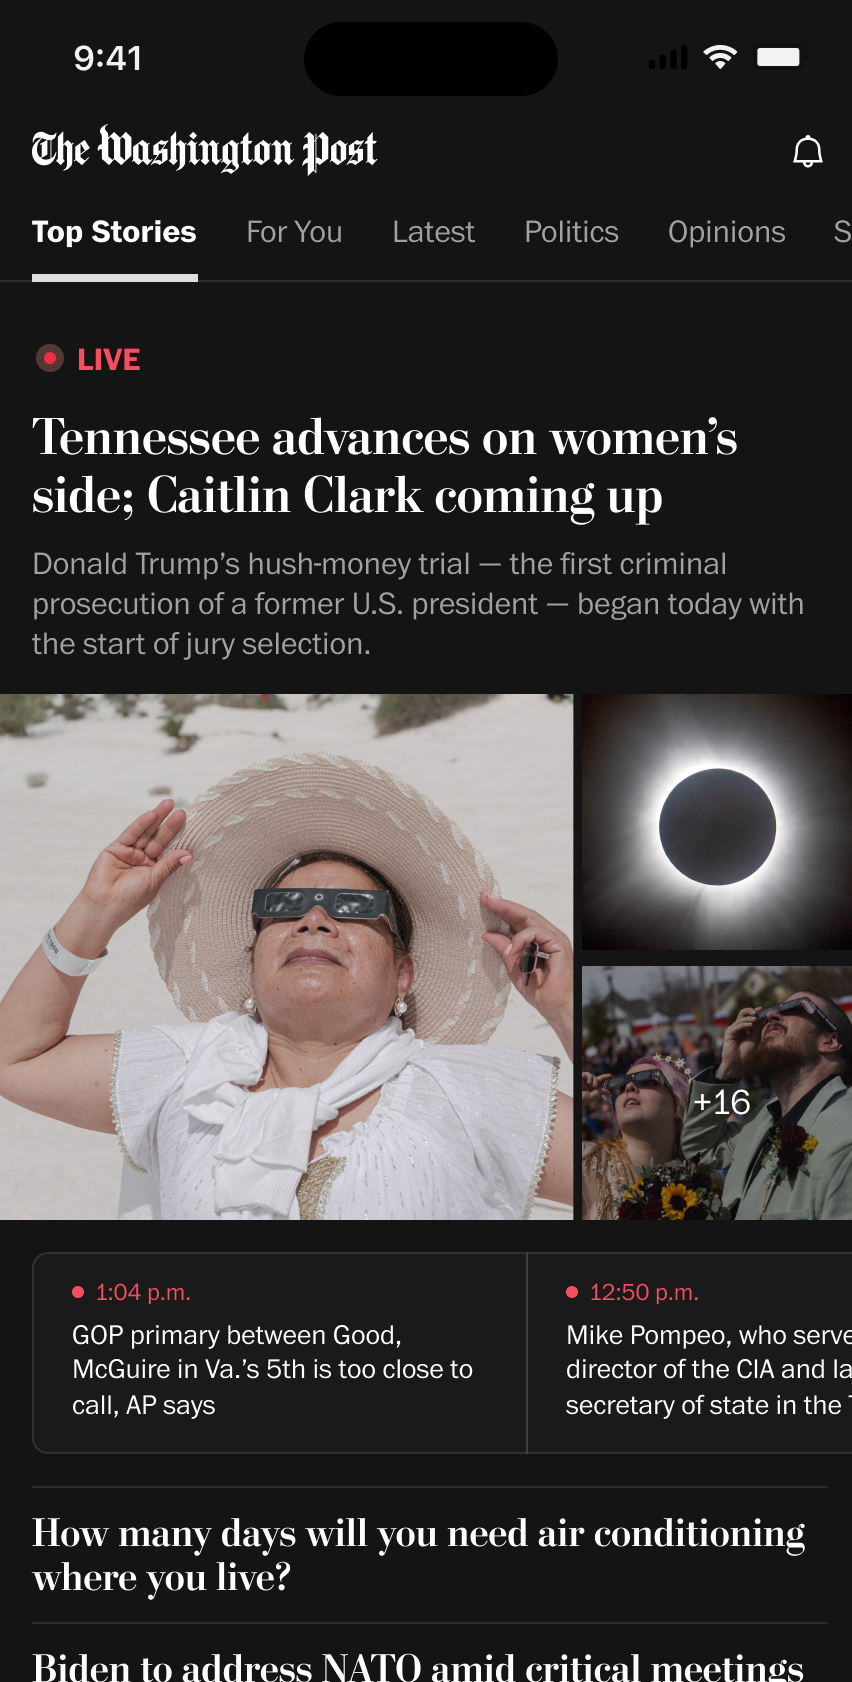 9:41
The Washington Post
Top Stories For You Latest Politics Opinions S
LIVE
Tennessee advances on women’s
side; Caitlin Clark coming up
Donald Trump’s hush-money trial — the first criminal
prosecution of a former U.S. president — began today with
the start of jury selection.
+16
1:04 p.m.
GOP primary between Good,
McGuire in Va.’s 5th is too close to
call, AP says
12:50 p.m.
Mike Pompeo, who serve
director of the CIA and la
secretary of state in the
How many days will you need air conditioning
where you live?
Biden to address NATO amid critical meetings